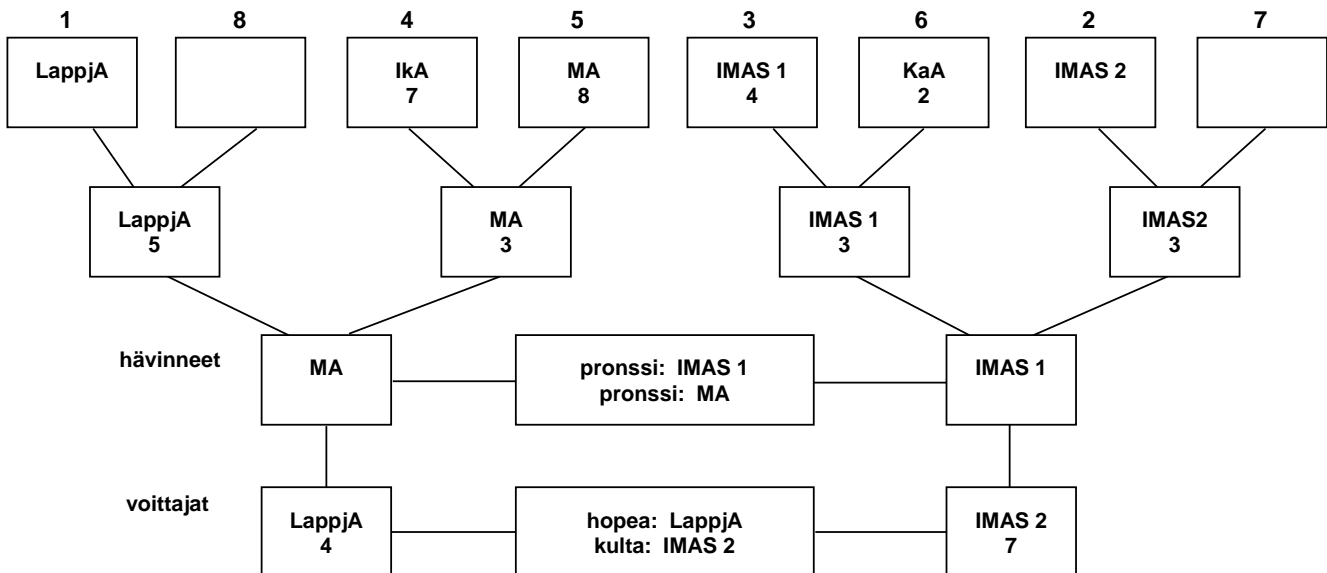 1 8 4 5 3 6 2 7
LappjA IkA MA IMAS 1 KaA IMAS 2
7 8 4 2
LappjA MA IMAS 1 IMAS2
5 3 3 3
hävinneet MA pronssi: IMAS 1 IMAS 1
pronssi: MA
voittajat LappjA hopea: LappjA IMAS 2
4 kulta: IMAS 2 7